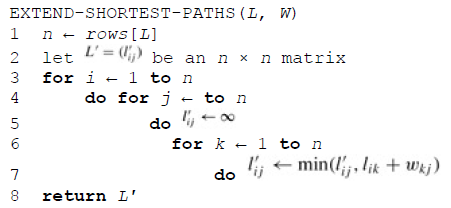 EXTEND-SHORTEST-PATHS(L, W)
1 n ← rows[L]
2 let L′ = (l′ij) be an n × n matrix
3 for i ← 1 to n
4 do for j ← to n
5 do l′ij ← ∞
6 for k ← 1 to n
7 do l′ij ← min(l′ij, lik + wkj)
8 return L'